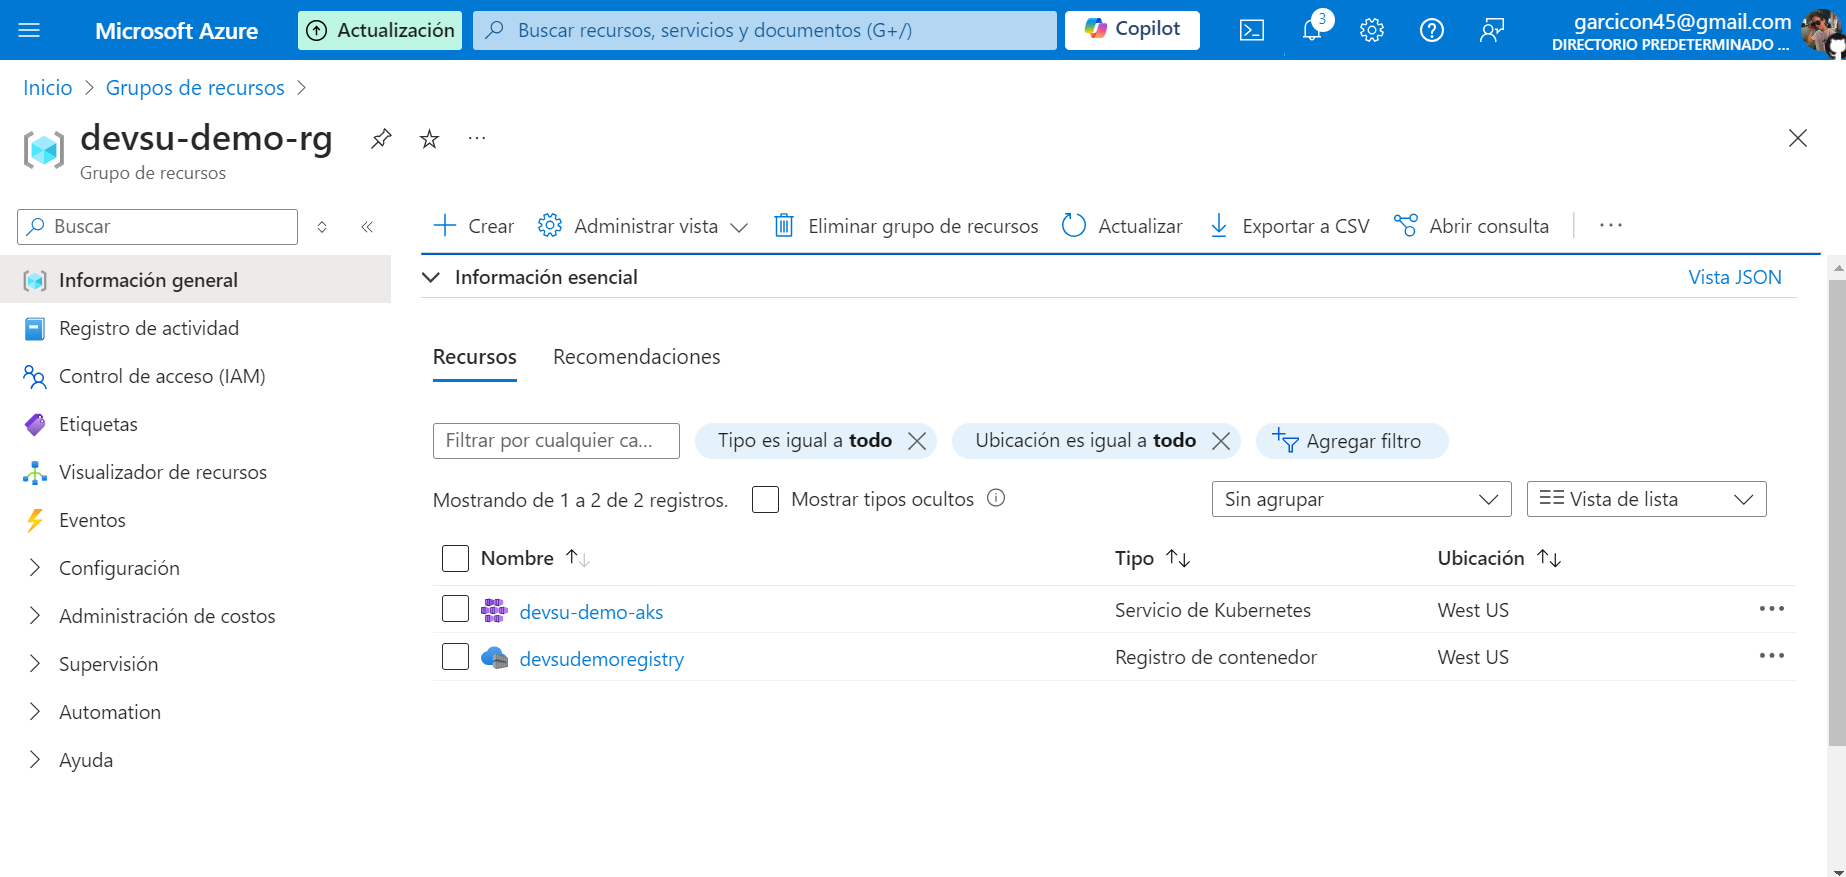 Microsoft Azure
Actualización
Buscar recursos, servicios y documentos (G+/)
Copilot
3
garcicon45@gmail.com
DIRECTORIO PREDETERMINADO ...
Inicio > Grupos de recursos >
devsu-demo-rg
...
Grupo de recursos
Buscar
Crear
Administrar vista
Eliminar grupo de recursos
Actualizar
Exportar a CSV
Abrir consulta
...
Información general
Registro de actividad
Control de acceso (IAM)
Etiquetas
Visualizador de recursos
Eventos
Configuración
Administración de costos
Supervisión
Automation
Ayuda
Información esencial
Vista JSON
Recursos
Recomendaciones
Filtrar por cualquier ca...
Tipo es igual a todo
Ubicación es igual a todo
Agregar filtro
Mostrando de 1 a 2 de 2 registros.
Mostrar tipos ocultos
Sin agrupar
Vista de lista
Nombre
Tipo
Ubicación
devsu-demo-aks
Servicio de Kubernetes
West US
...
devsudemoregistry
Registro de contenedor
West US
...